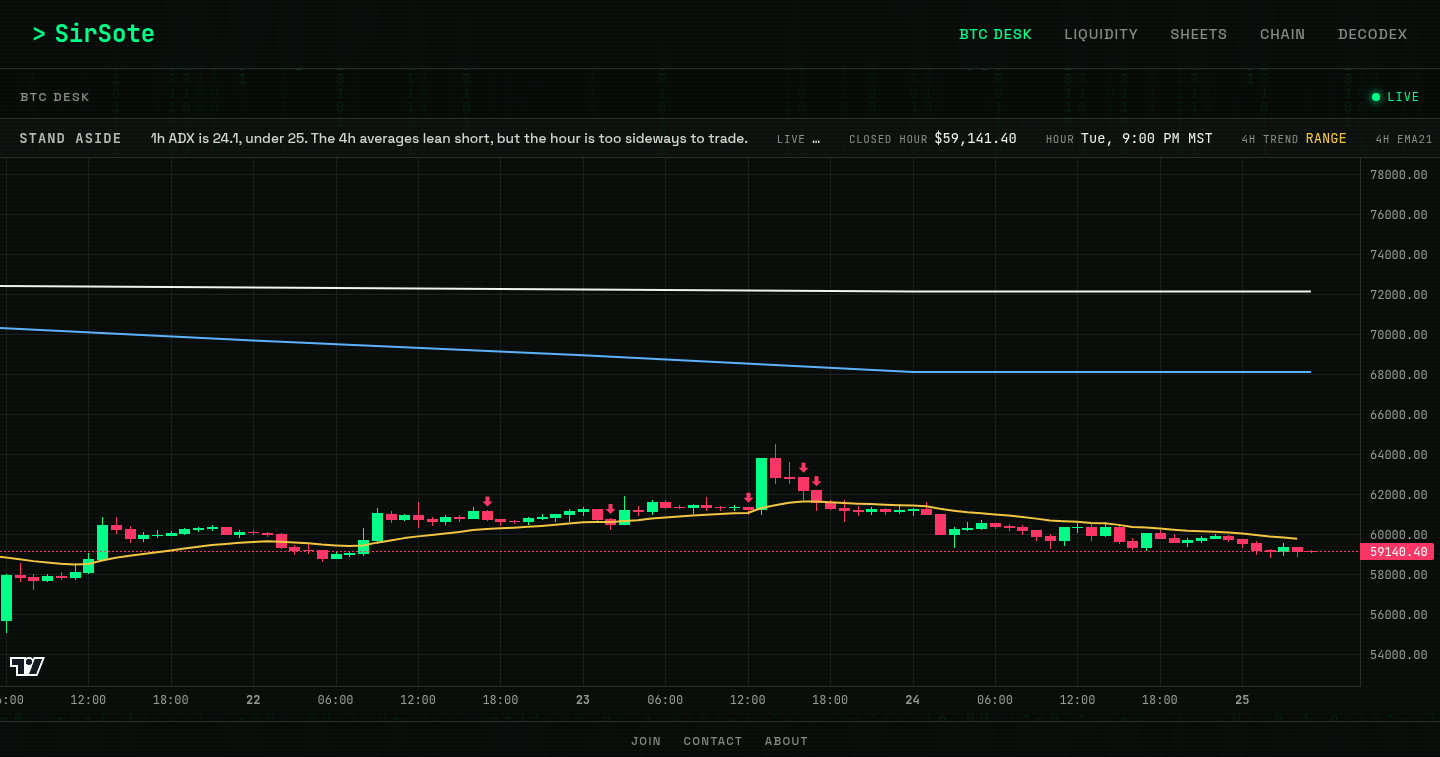 > SirSote
BTC DESK LIQUIDITY SHEETS CHAIN DECODEX
BTC DESK
LIVE
STAND ASIDE 1h ADX is 24.1, under 25. The 4h averages lean short, but the hour is too sideways to trade. LIVE … CLOSED HOUR $59,141.40 HOUR Tue, 9:00 PM MST 4H TREND RANGE 4H EMA21
78000.00
76000.00
74000.00
72000.00
70000.00
68000.00
66000.00
64000.00
62000.00
60000.00
59140.40
58000.00
56000.00
54000.00
:00 12:00 18:00 22 06:00 12:00 18:00 23 06:00 12:00 18:00 24 06:00 12:00 18:00 25
JOIN CONTACT ABOUT